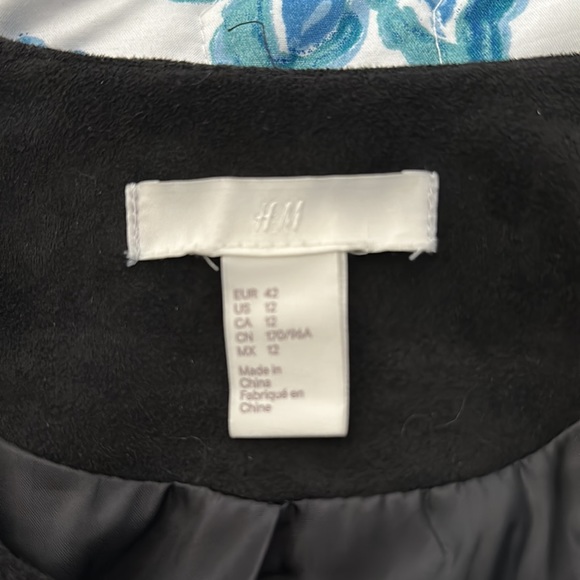 H&M
EUR 42
US 12
CA 12
CN 170/96A
MX 12
Made in
China
Fabriqué en
Chine